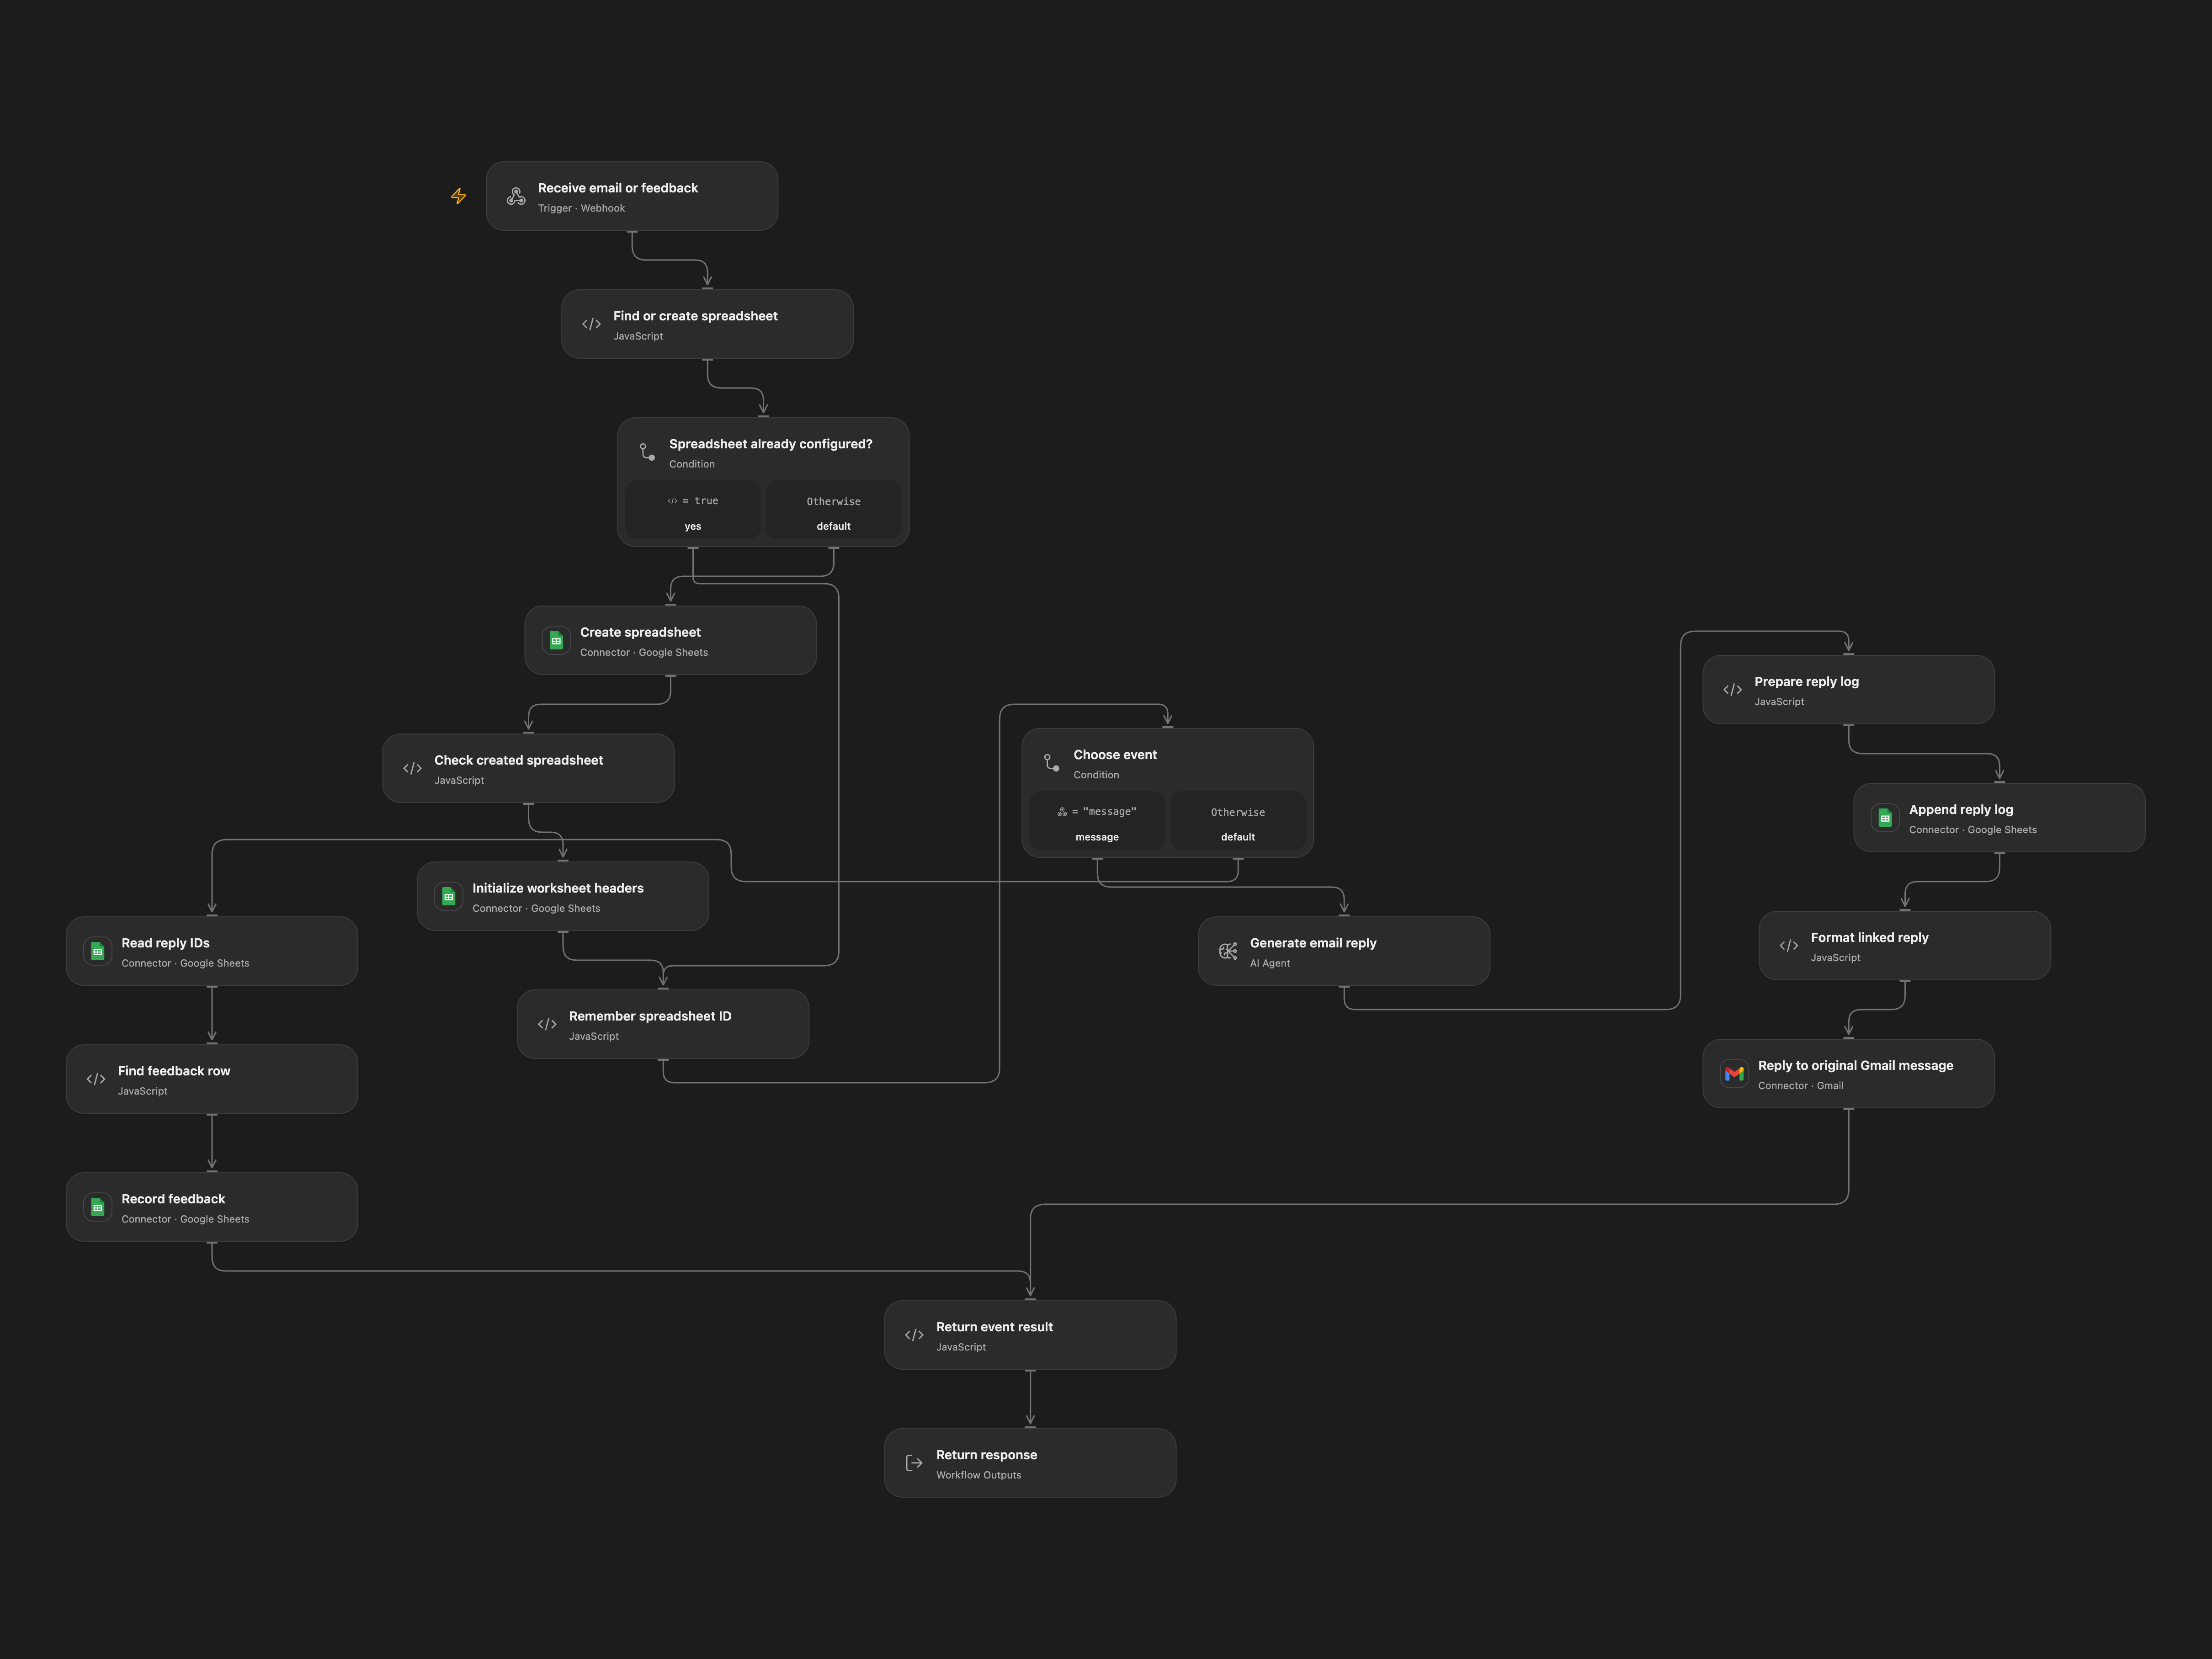 Receive email or feedback
Trigger · Webhook
Find or create spreadsheet
JavaScript
Spreadsheet already configured?
Condition
</> = true
yes
Otherwise
default
Create spreadsheet
Connector · Google Sheets
Check created spreadsheet
JavaScript
Initialize worksheet headers
Connector · Google Sheets
Remember spreadsheet ID
JavaScript
Choose event
Condition
= "message"
message
Otherwise
default
Read reply IDs
Connector · Google Sheets
Find feedback row
JavaScript
Record feedback
Connector · Google Sheets
Generate email reply
AI Agent
Prepare reply log
JavaScript
Append reply log
Connector · Google Sheets
Format linked reply
JavaScript
Reply to original Gmail message
Connector · Gmail
Return event result
JavaScript
Return response
Workflow Outputs